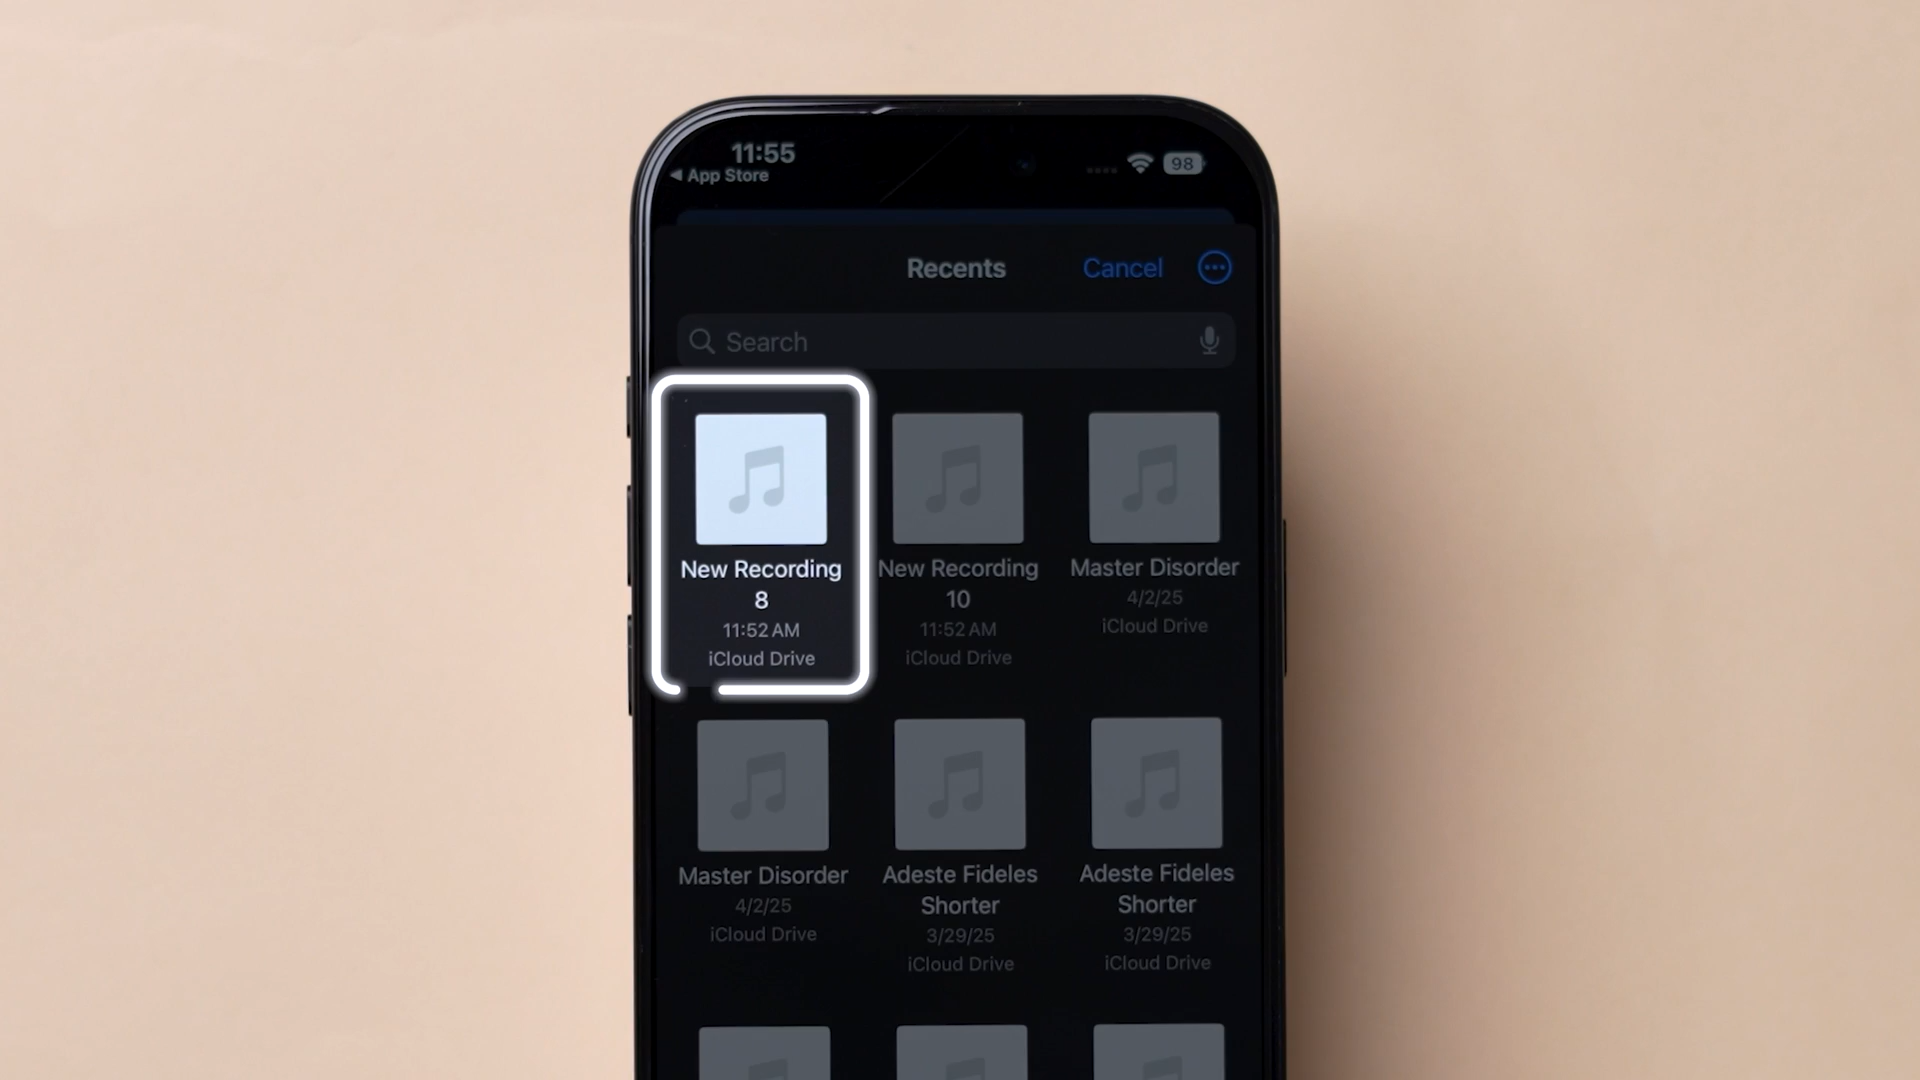 11:55
App Store
98
Recents
Cancel
Search
New Recording
8
11:52 AM
iCloud Drive
New Recording
10
11:52 AM
iCloud Drive
Master Disorder
4/2/25
iCloud Drive
Master Disorder
4/2/25
iCloud Drive
Adeste Fideles
Shorter
3/29/25
iCloud Drive
Adeste Fideles
Shorter
3/29/25
iCloud Drive